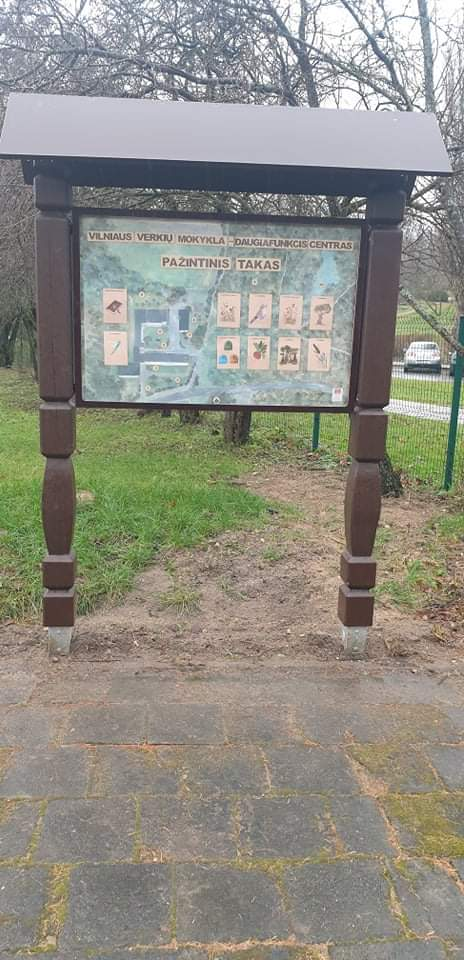 VILNIAUS VERKIŲ MOKYKLA - DAUGIAFUNKCIS CENTRAS
PAŽINTINIS TAKAS